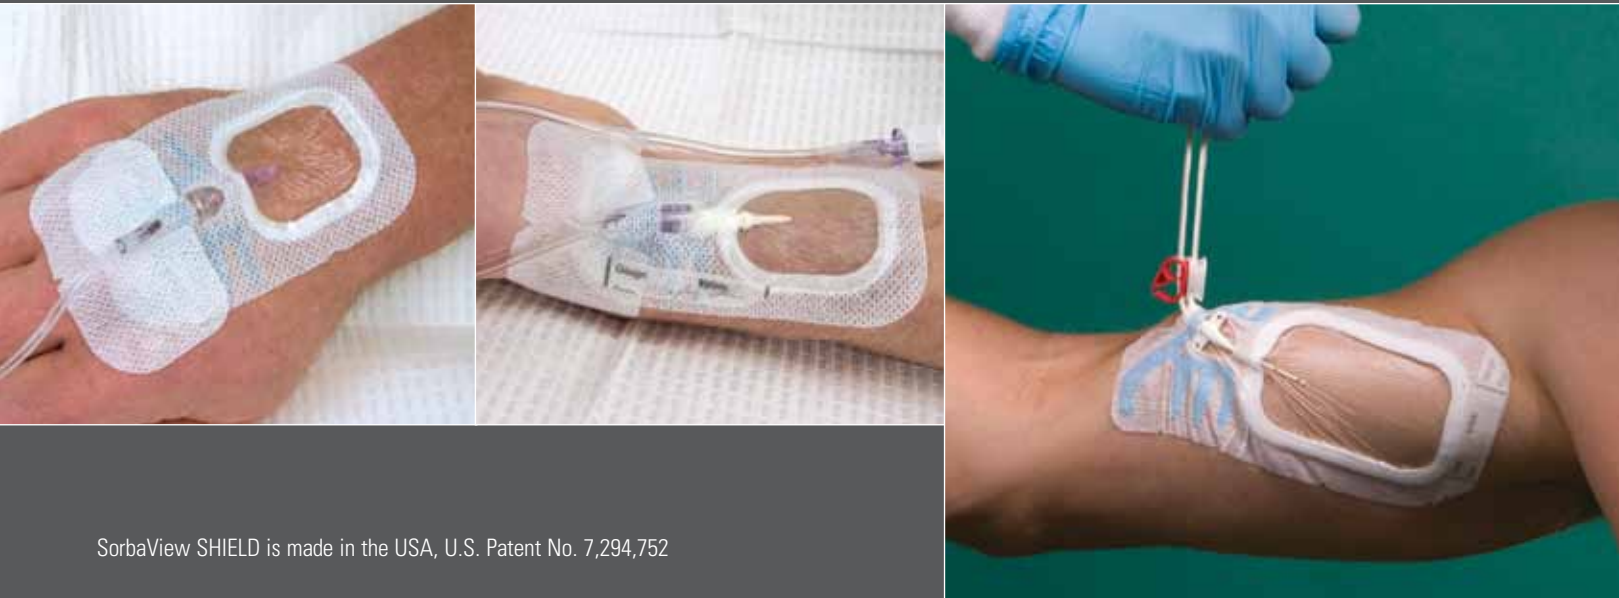 SorbaView SHIELD is made in the USA, U.S. Patent No. 7,294,752